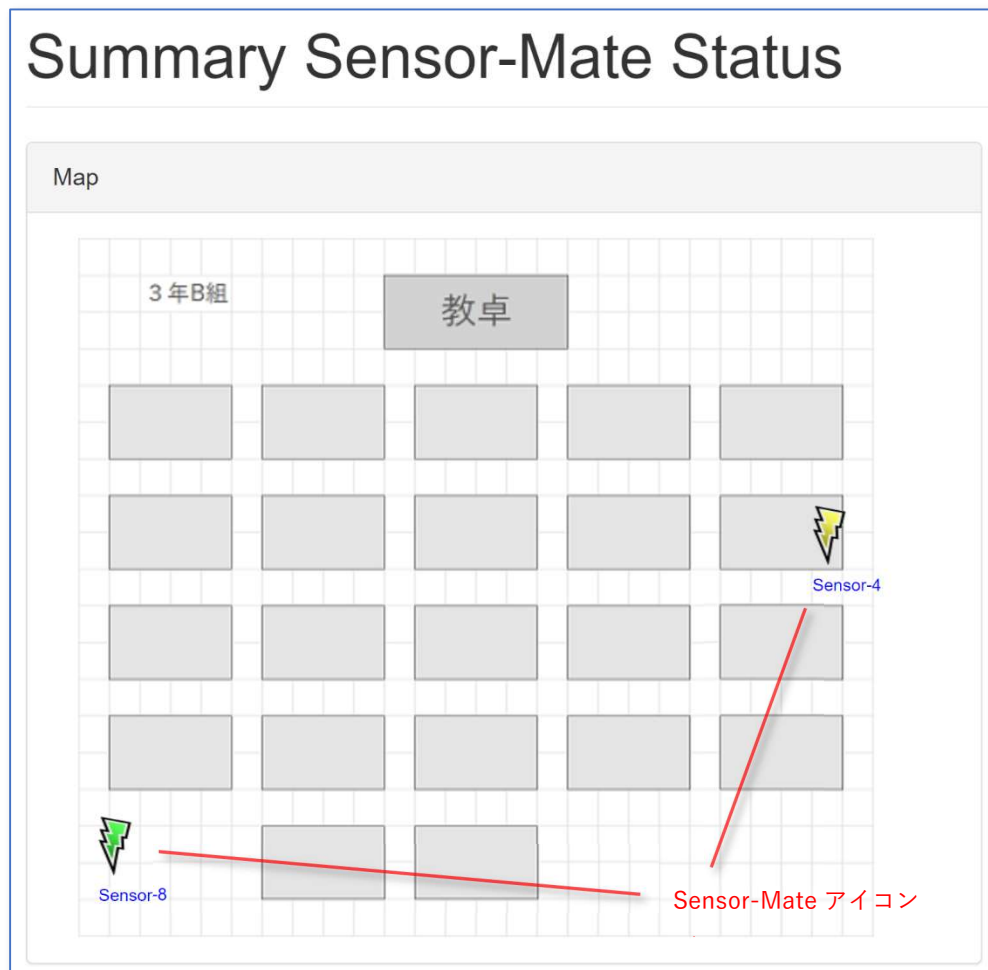 Summary Sensor-Mate Status
Map
３年B組
教卓
Sensor-4
Sensor-8
Sensor-Mate アイコン